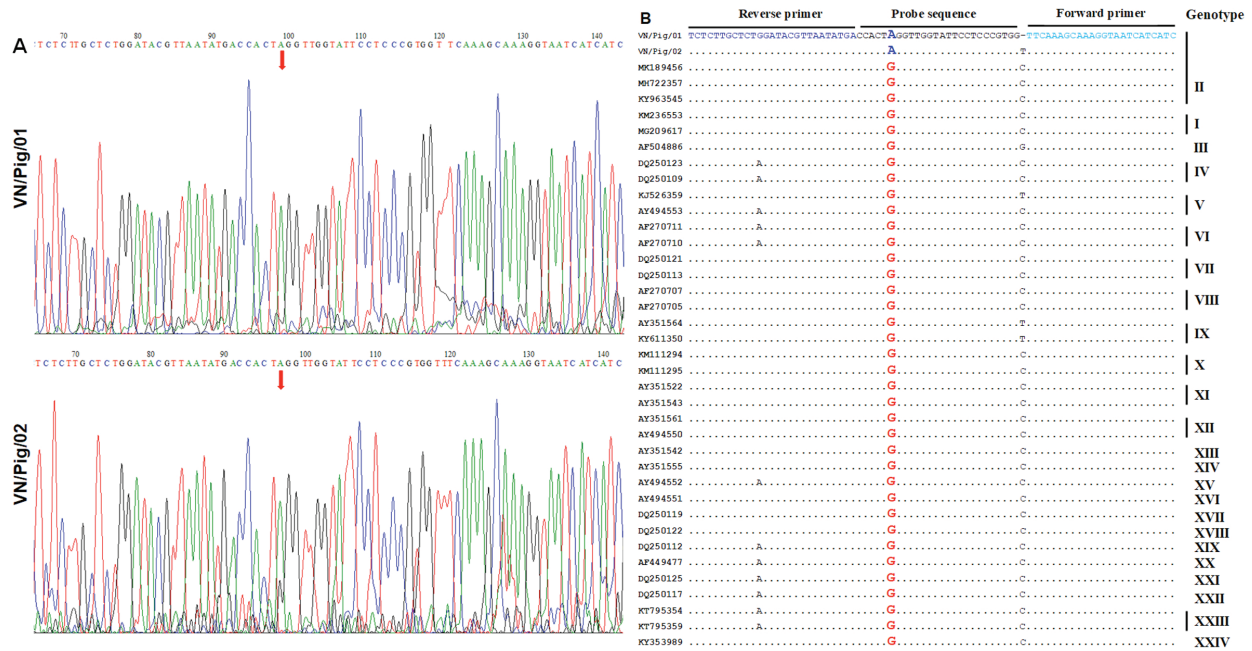 A
70 80 90 100 110 120 130 140
TCTCTTGCTCTGGATACGTTAATATGACCACTAGGTTGGTATTCCTCCCGTGGT TCAAAGCAAAGGTAATCATCATC
VN/Pig/01
70 80 90 100 110 120 130 140
TCTCTTGCTCTGGATACGTTAATATGACCACTAGGTTGGTATTCCTCCCGTGGTTTCAAAGCAAAGGTAATCATCATC
VN/Pig/02
B Reverse primer Probe sequence Forward primer Genotype
VN/Pig/01 TCTCTTGCTCTGGATACGTTAATATGACCACTAGGTTGGTATTCCTCCCGTGG-TTCAAAGCAAAGGTAATCATCATC
VN/Pig/02 A T
MK189456 G C
MH722357 G C II
KY963545 G C
KM236553 G C I
MG209617 G C
AF504886 G G III
DQ250123 A G C IV
DQ250109 A G C
KJ526359 G T V
AY494553 A G C
AF270711 A G C VI
AF270710 A G C
DQ250121 G C VII
DQ250113 G C
AF270707 G C VIII
AF270705 G C
AY351564 G T IX
KY611350 G T
KM111294 G C X
KM111295 G C
AY351522 G C XI
AY351543 G C
AY351561 G C XII
AY494550 G C
AY351542 G C XIII
AY351555 G C XIV
AY494552 A G C XV
AY494551 G C XVI
DQ250119 G C XVII
DQ250122 G C XVIII
DQ250112 A G C XIX
AF449477 A G C XX
DQ250125 A G C XXI
DQ250117 A G C XXII
KT795354 A G C XXIII
KT795359 A G C
KY353989 G C XXIV